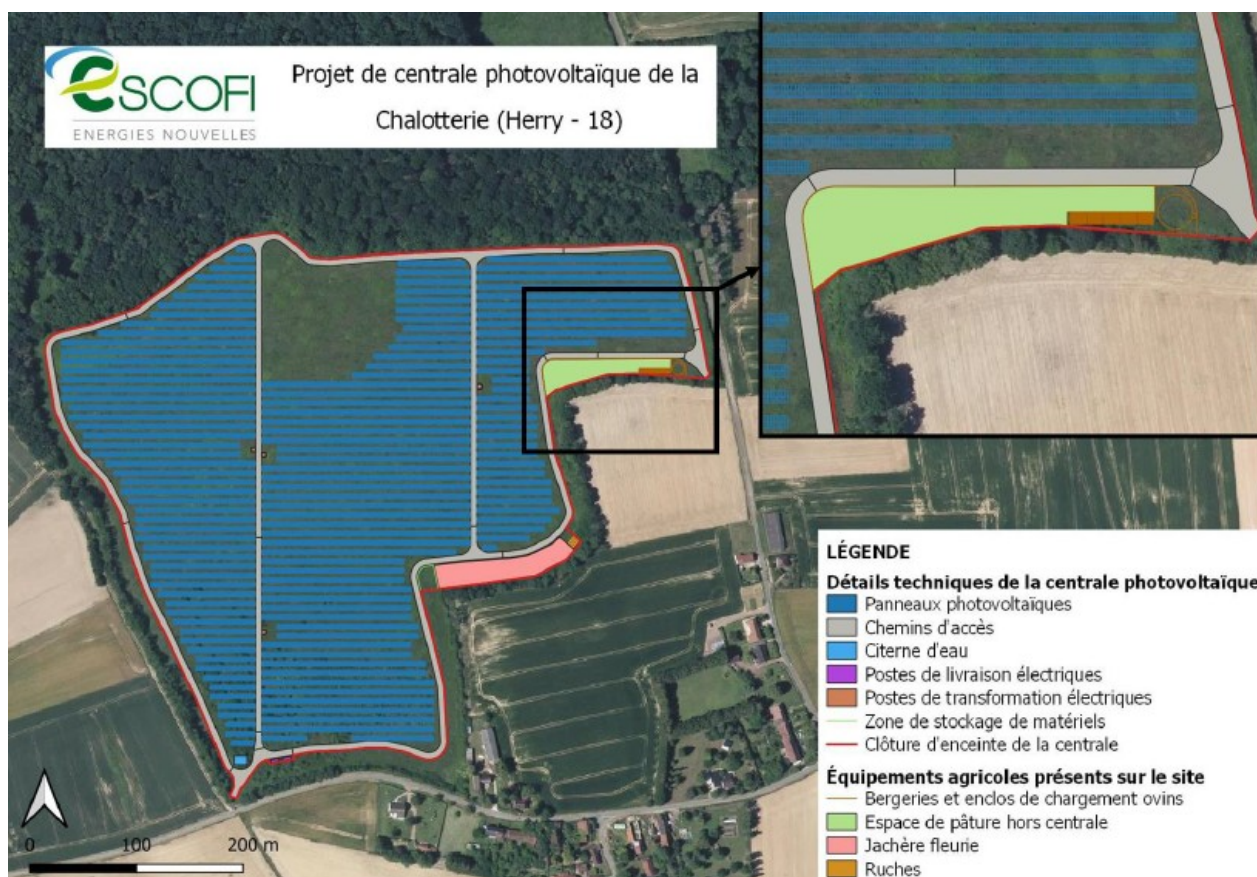 eSCOFI
ENERGIES NOUVELLES
Projet de centrale photovoltaïque de la
Chalotterie (Herry - 18)
LÉGENDE
Détails techniques de la centrale photovoltaïque
Panneaux photovoltaïques
Chemins d'accès
Citerne d'eau
Postes de livraison électriques
Postes de transformation électriques
Zone de stockage de matériels
Clôture d'enceinte de la centrale
Équipements agricoles présents sur le site
Bergeries et enclos de chargement ovins
Espace de pâture hors centrale
Jachère fleurie
Ruches
0 100 200 m